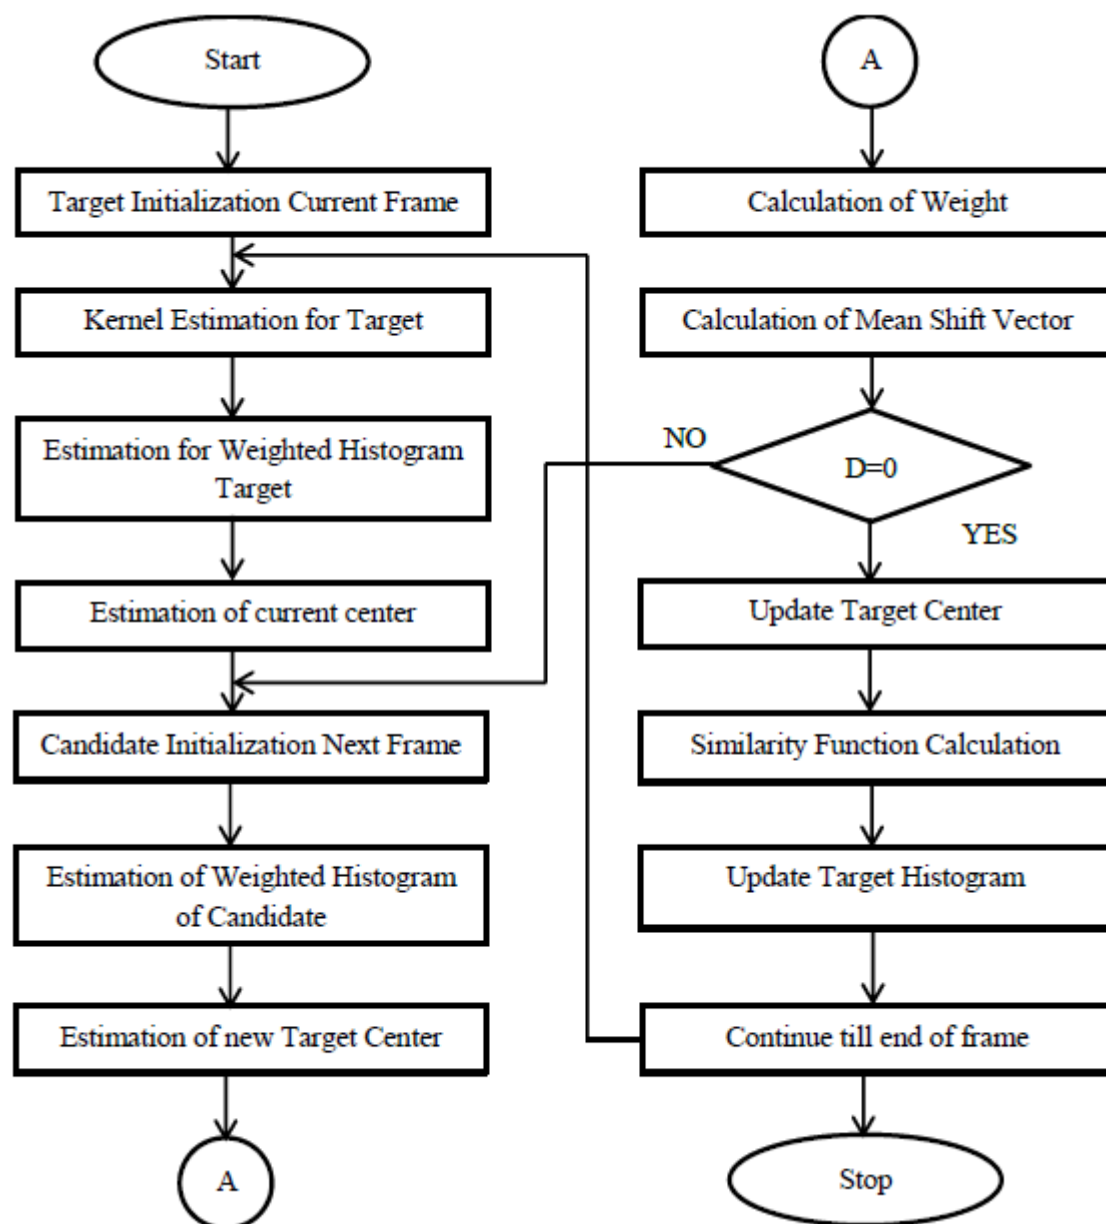 Start
Target Initialization Current Frame
Kernel Estimation for Target
Estimation for Weighted Histogram
Target
Estimation of current center
Candidate Initialization Next Frame
Estimation of Weighted Histogram
of Candidate
Estimation of new Target Center
A
A
Calculation of Weight
Calculation of Mean Shift Vector
NO
D=0
YES
Update Target Center
Similarity Function Calculation
Update Target Histogram
Continue till end of frame
Stop